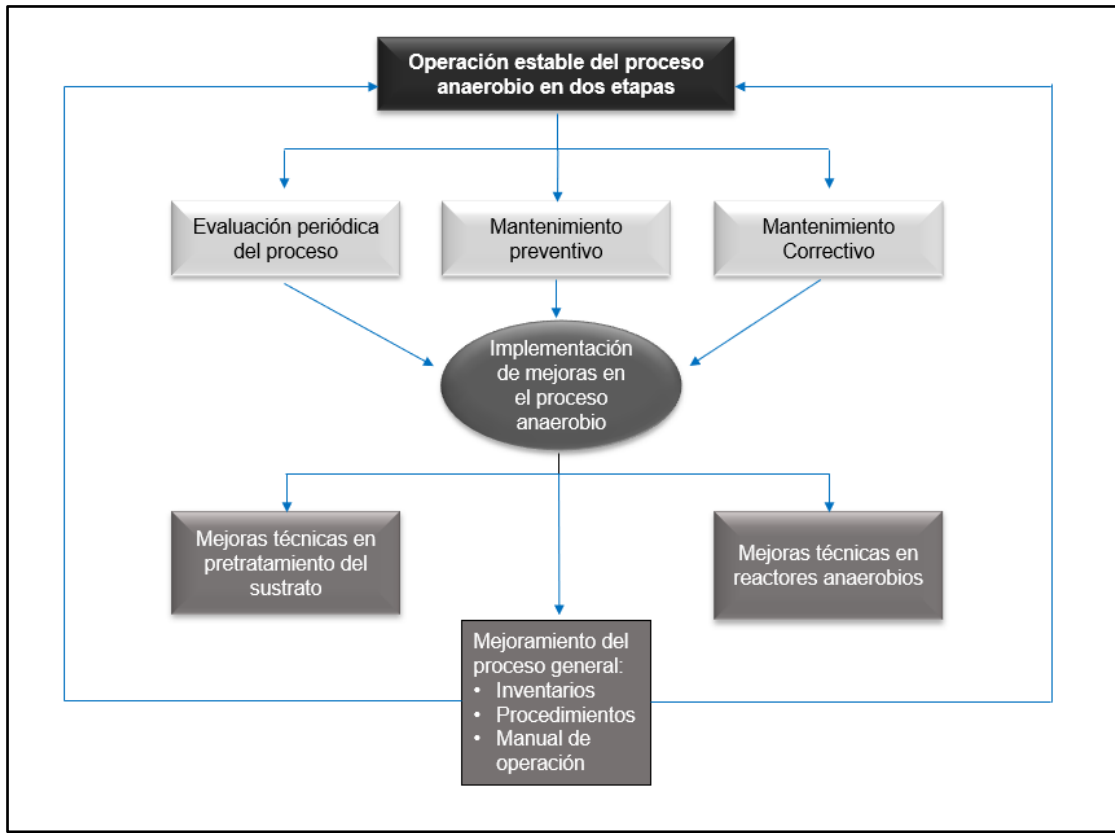 Operación estable del proceso
anaerobio en dos etapas
Evaluación periódica
del proceso
Mantenimiento
preventivo
Mantenimiento
Correctivo
Implementación
de mejoras en
el proceso
anaerobio
Mejoras técnicas en
pretratamiento del
sustrato
Mejoras técnicas en
reactores anaerobios
Mejoramiento del
proceso general:
• Inventarios
• Procedimientos
• Manual de
operación